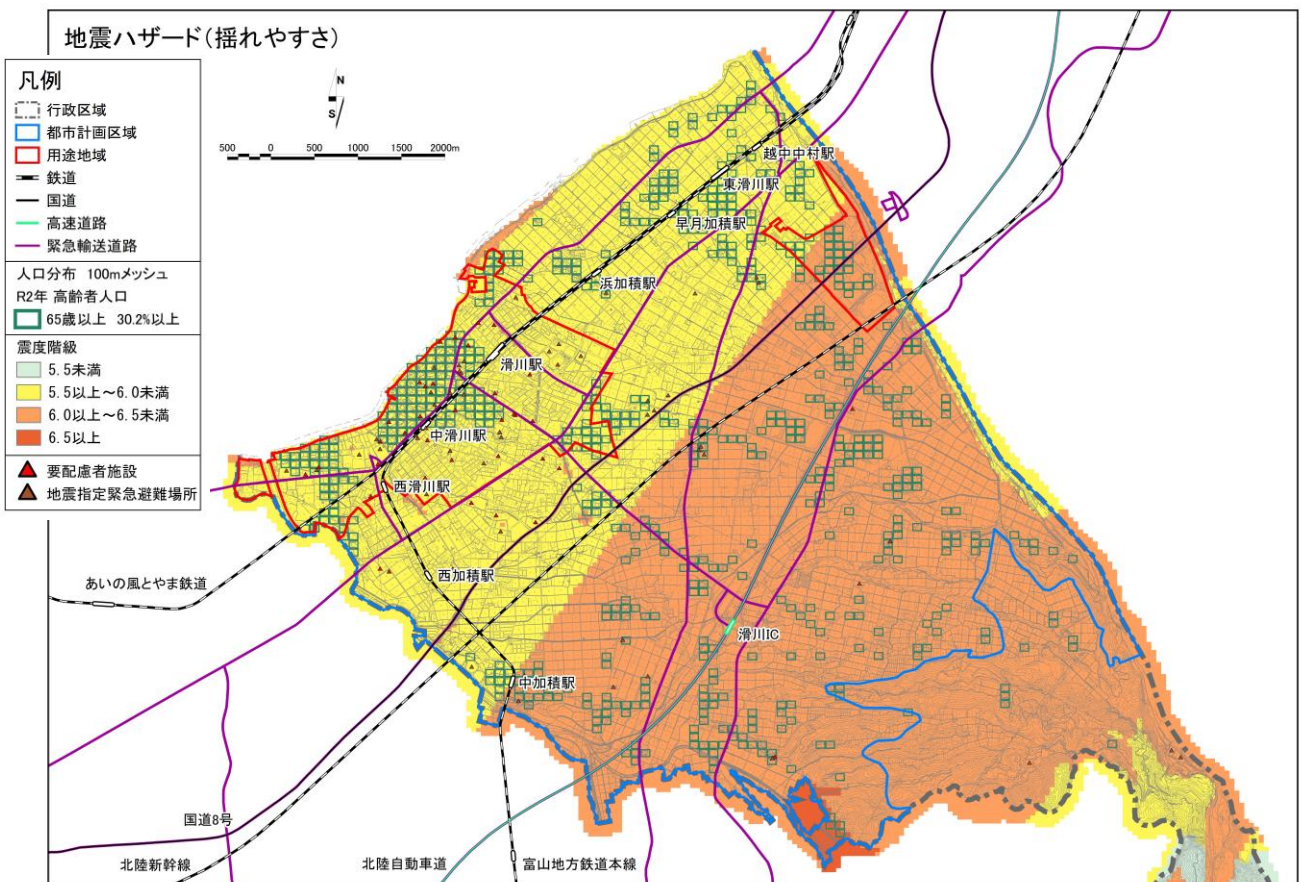 地震ハザード(揺れやすさ)
凡例
行政区域
都市計画区域
用途地域
鉄道
国道
高速道路
緊急輸送道路
人口分布 100mメッシュ
R2年 高齢者人口
65歳以上 30.2%以上
震度階級
5.5未満
5.5以上～6.0未満
6.0以上～6.5未満
6.5以上
要配慮者施設
地震指定緊急避難場所
N
S
500 0 500 1000 1500 2000m
越中中村駅
東滑川駅
早月加積駅
浜加積駅
滑川駅
中滑川駅
西滑川駅
西加積駅
中加積駅
滑川IC
あいの風とやま鉄道
国道8号
北陸新幹線
北陸自動車道
富山地方鉄道本線